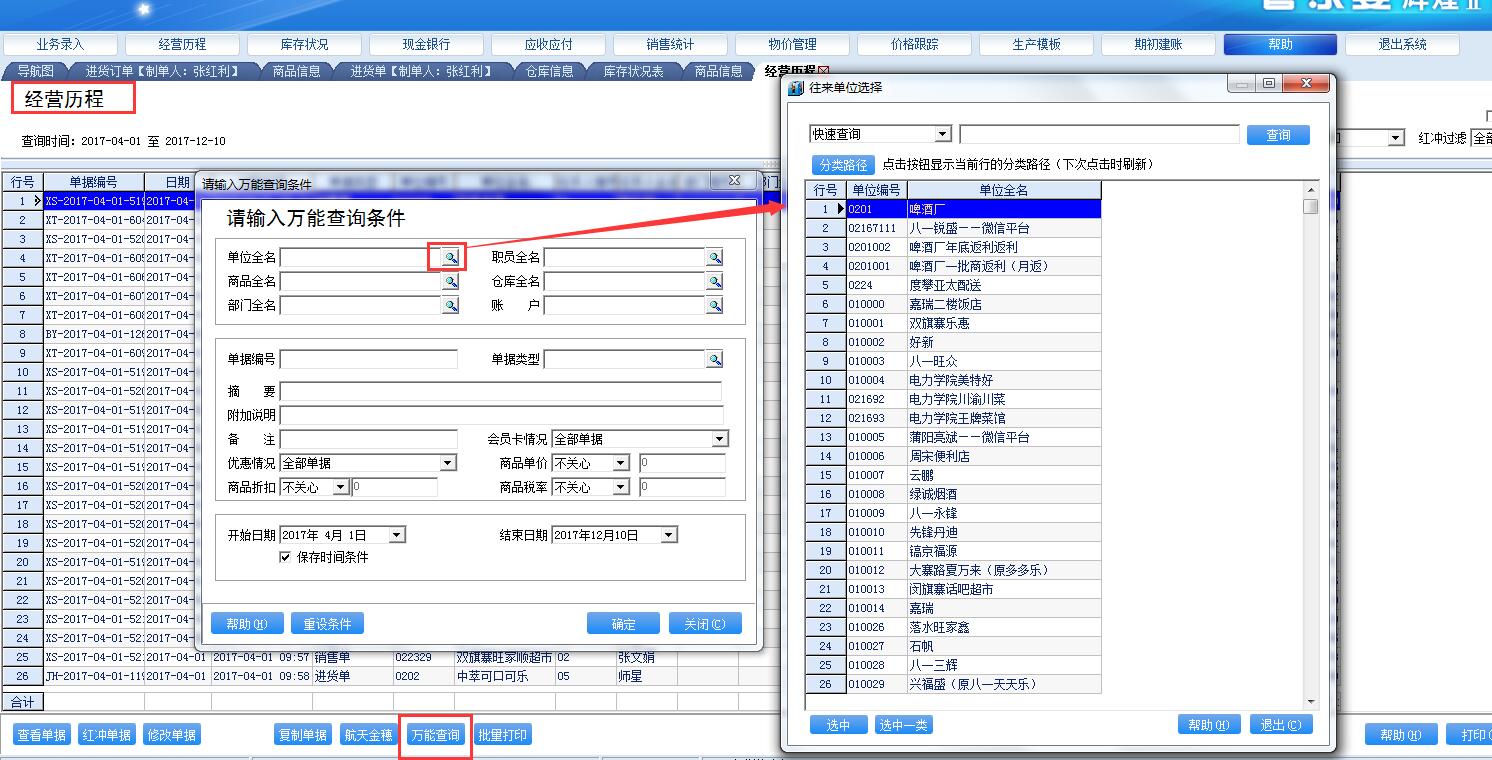 业务录入 经营历程 库存状况 现金银行 应收应付 销售统计 物价管理 价格跟踪 生产模板 期初建账 帮助 退出系统
导航图 进货订单【制单人：张红利】 商品信息 进货单【制单人：张红利】 仓库信息 库存状况表 商品信息 经营历程
经营历程
查询时间：2017-04-01 至 2017-12-10
红冲过滤
行号 单据编号 日期
1 XS-2017-04-01-519 2017-04-
2 XT-2017-04-01-60 2017-04-
3 XS-2017-04-01-520 2017-04-
4 XT-2017-04-01-605 2017-04-
5 XT-2017-04-01-606 2017-04-
6 XT-2017-04-01-607 2017-04-
7 XT-2017-04-01-608 2017-04-
8 BY-2017-04-01-128 2017-04-
9 XT-2017-04-01-609 2017-04-
10 XS-2017-04-01-519 2017-04-
11 XS-2017-04-01-520 2017-04-
12 XS-2017-04-01-519 2017-04-
13 XS-2017-04-01-520 2017-04-
14 XS-2017-04-01-519 2017-04-
15 XS-2017-04-01-519 2017-04-
16 XS-2017-04-01-520 2017-04-
17 XS-2017-04-01-520 2017-04-
18 XS-2017-04-01-520 2017-04-
19 XS-2017-04-01-520 2017-04-
20 XS-2017-04-01-519 2017-04-
21 XS-2017-04-01-520 2017-04-
22 XS-2017-04-01-521 2017-04-
23 XS-2017-04-01-521 2017-04-
24 XS-2017-04-01-521 2017-04-
25 XS-2017-04-01-521 2017-04-01 2017-04-01 09:57 销售单 022329 双旗寨旺家顺超市 02 张文娟
26 JH-2017-04-01-119 2017-04-01 2017-04-01 09:58 进货单 0202 中萃可口可乐 05 师星
合计
查看单据 红冲单据 修改单据 复制单据 航天金穗 万能查询 批量打印 帮助(H) 打印
请输入万能查询条件
请输入万能查询条件
单位全名 职员全名
商品全名 仓库全名
部门全名 账 户
单据编号 单据类型
摘 要
附加说明
备 注 会员卡情况 全部单据
优惠情况 全部单据 商品单价 不关心 0
商品折扣 不关心 0 商品税率 不关心 0
开始日期 2017年 4月 1日 结束日期 2017年12月10日
保存时间条件
帮助(H) 重设条件 确定 关闭(C)
往来单位选择
快速查询 查询
分类路径 点击按钮显示当前行的分类路径（下次点击时刷新）
行号 单位编号 单位全名
1 0201 啤酒厂
2 02167111 八一锐盛－－微信平台
3 0201002 啤酒厂年底返利返利
4 0201001 啤酒厂一批商返利（月返）
5 0224 度攀亚太配送
6 010000 嘉瑞二楼饭店
7 010001 双旗寨乐惠
8 010002 好新
9 010003 八一旺众
10 010004 电力学院美特好
11 021692 电力学院川渝川菜
12 021693 电力学院王牌菜馆
13 010005 蒲阳亮斌－－微信平台
14 010006 周宋便利店
15 010007 云鹏
16 010008 绿诚烟酒
17 010009 八一永锋
18 010010 先锋丹迪
19 010011 镐京福源
20 010012 大寨路夏万来（原多多乐）
21 010013 闵旗寨话吧超市
22 010014 嘉瑞
23 010026 落水旺家鑫
24 010027 石帆
25 010028 八一三辉
26 010029 兴福盛（原八一天天乐）
选中 选中一类 帮助(H) 退出(C)